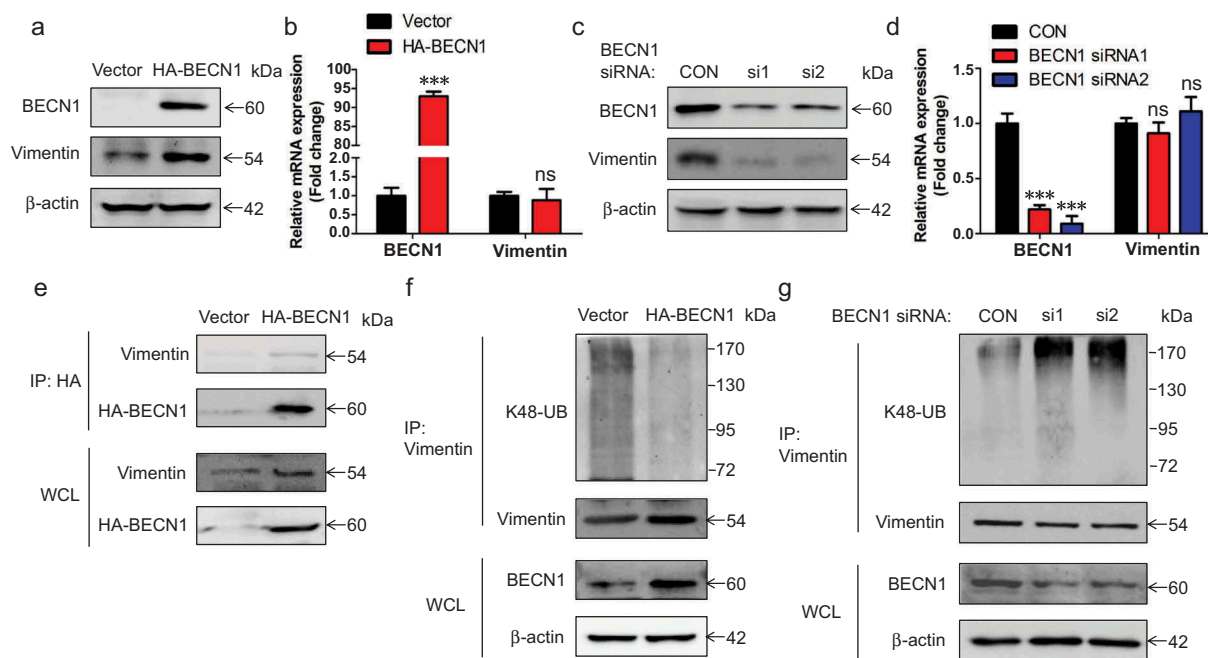 a
Vector HA-BECN1 kDa
BECN1 ←60
Vimentin ←54
β-actin ←42
b
Vector
HA-BECN1
Relative mRNA expression
(Fold change)
100
95
90
85
80
1.5
1.0
0.5
0.0
***
ns
BECN1 Vimentin
c
BECN1
siRNA: CON si1 si2 kDa
BECN1 ←60
Vimentin ←54
β-actin ←42
d
CON
BECN1 siRNA1
BECN1 siRNA2
Relative mRNA expression
(Fold change)
1.5
1.0
0.5
0.0
*** ***
ns ns
BECN1 Vimentin
e
Vector HA-BECN1 kDa
IP: HA
Vimentin ←54
HA-BECN1 ←60
WCL
Vimentin ←54
HA-BECN1 ←60
f
Vector HA-BECN1 kDa
IP:
Vimentin
K48-UB
-170
-130
-95
-72
Vimentin ←54
WCL
BECN1 ←60
β-actin ←42
g
BECN1 siRNA: CON si1 si2 kDa
IP:
Vimentin
K48-UB
-170
-130
-95
-72
Vimentin ←54
WCL
BECN1 ←60
β-actin ←42